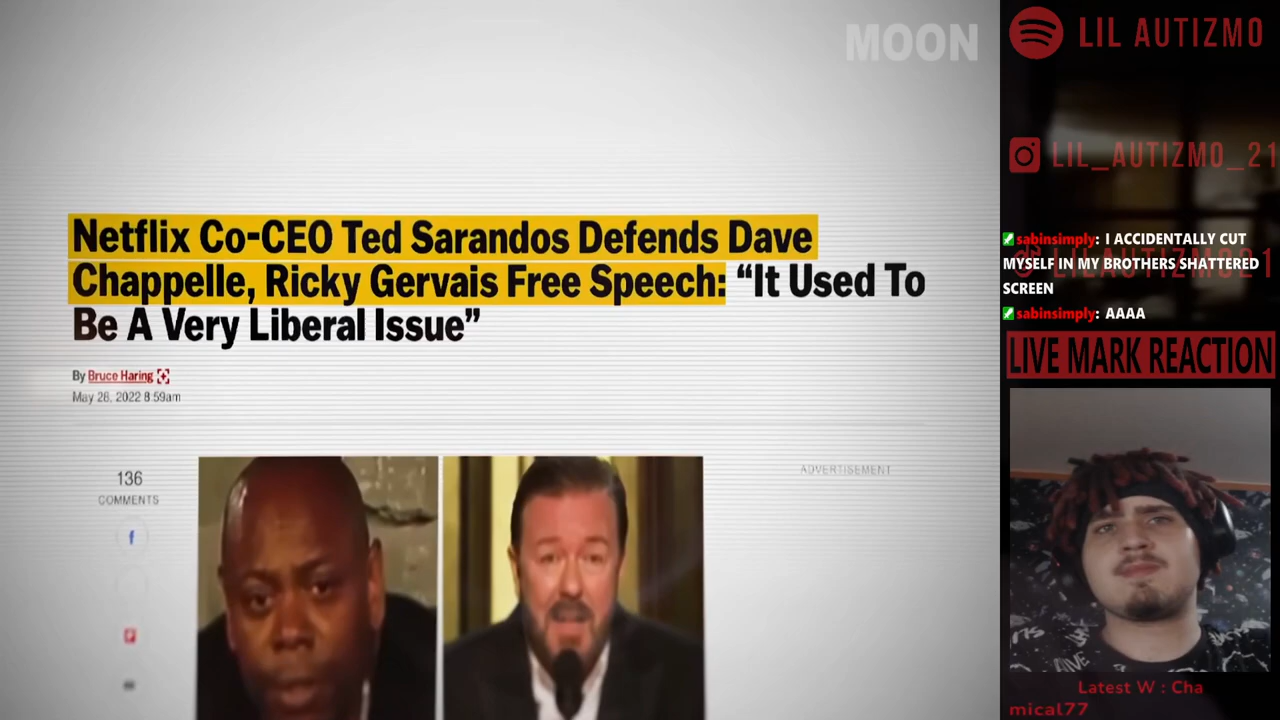 MOON
Netflix Co-CEO Ted Sarandos Defends Dave
Chappelle, Ricky Gervais Free Speech: “It Used To
Be A Very Liberal Issue”
By Bruce Haring
May 26, 2022 8:59am
136
COMMENTS
ADVERTISEMENT
LIL AUTIZMO
LIL_AUTIZMO_21
sabinsimply: I ACCIDENTALLY CUT
MYSELF IN MY BROTHERS SHATTERED
SCREEN
LILAUTIZMO21
sabinsimply: AAAA
LIVE MARK REACTION
Latest W : Cha
mical77